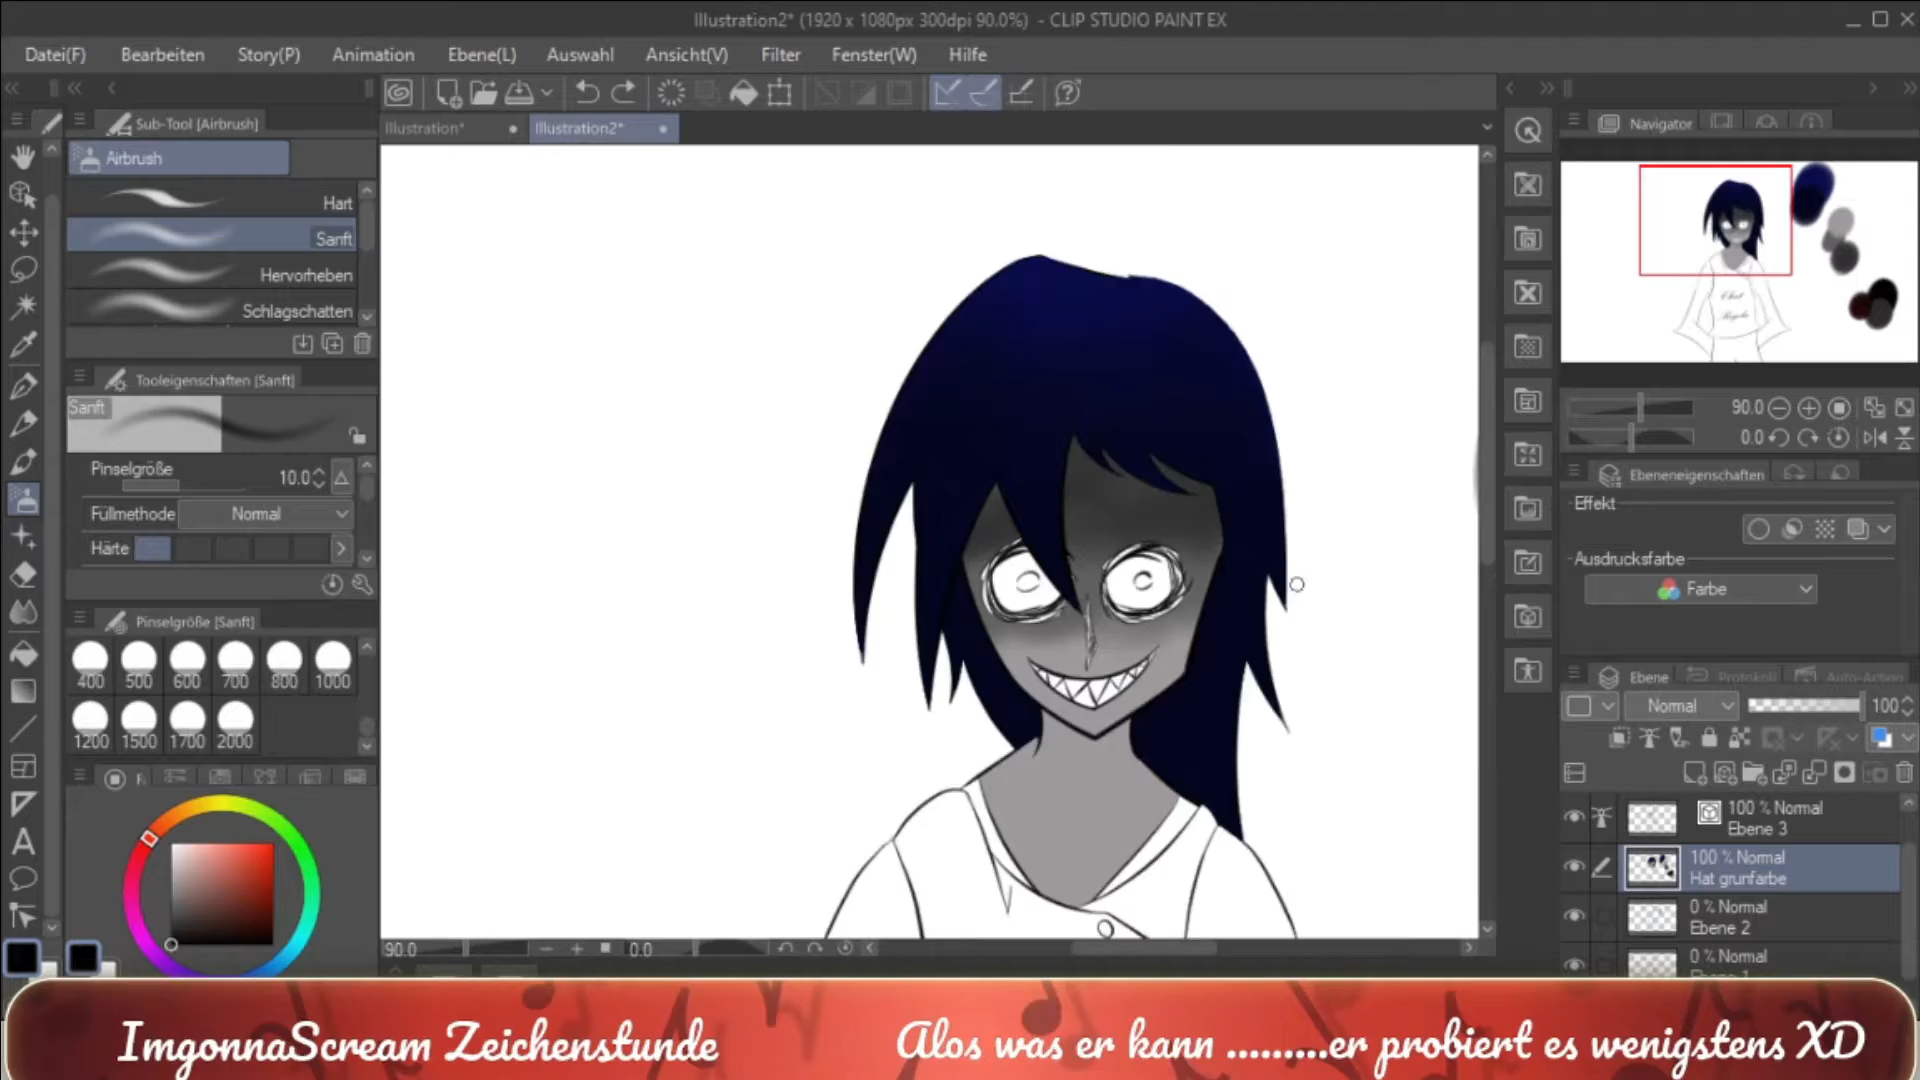 Illustration2* (1920 x 1080px 300dpi 90.0%) - CLIP STUDIO PAINT EX
Datei(F) Bearbeiten Story(P) Animation Ebene(L) Auswahl Ansicht(V) Filter Fenster(W) Hilfe
Sub-Tool [Airbrush]
Illustration* Illustration2*
Navigator
Airbrush
Hart
Sanft
Hervorheben
Schlagschatten
Tooleigenschaften [Sanft]
Sanft
Pinselgröße 10.0
Füllmethode Normal
Härte
Pinselgröße [Sanft]
400 500 600 700 800 1000
1200 1500 1700 2000
90.0
0.0
Ebeneneigenschaften
Effekt
Ausdrucksfarbe
Farbe
Ebene Protokoll Auto-Action
Normal 100
100 % Normal
Ebene 3
100 % Normal
Hat grunfarbe
0 % Normal
Ebene 2
0 % Normal
90.0 0.0
ImgonnaScream Zeichenstunde
Alos was er kann .........er probiert es wenigstens XD